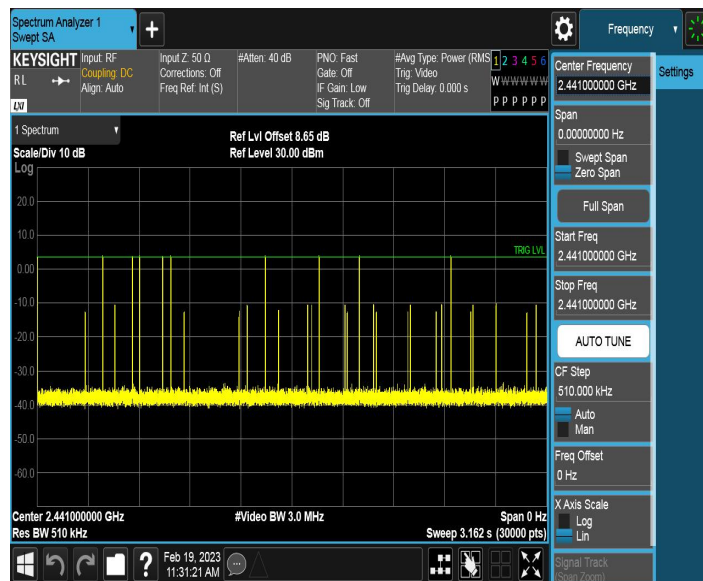 Spectrum Analyzer 1
Swept SA
+
Frequency
KEYSIGHT
RL
LXI
Input: RF
Coupling: DC
Align: Auto
Input Z: 50 Ω
Corrections: Off
Freq Ref: Int (S)
#Atten: 40 dB
PNO: Fast
Gate: Off
IF Gain: Low
Sig Track: Off
#Avg Type: Power (RMS
Trig: Video
Trig Delay: 0.000 s
1 2 3 4 5 6
W W W W W W
P P P P P P
Center Frequency
2.441000000 GHz
Settings
Span
0.00000000 Hz
Swept Span
Zero Span
Full Span
Start Freq
2.441000000 GHz
Stop Freq
2.441000000 GHz
AUTO TUNE
CF Step
510.000 kHz
Auto
Man
Freq Offset
0 Hz
X Axis Scale
Log
Lin
Signal Track
(Span Zoom)
1 Spectrum
Scale/Div 10 dB
Ref Lvl Offset 8.65 dB
Ref Level 30.00 dBm
Log
20.0
10.0
TRIG LVL
0.00
-10.0
-20.0
-30.0
-40.0
-50.0
-60.0
Center 2.441000000 GHz
#Video BW 3.0 MHz
Span 0 Hz
Res BW 510 kHz
Sweep 3.162 s (30000 pts)
?
Feb 19, 2023
11:31:21 AM